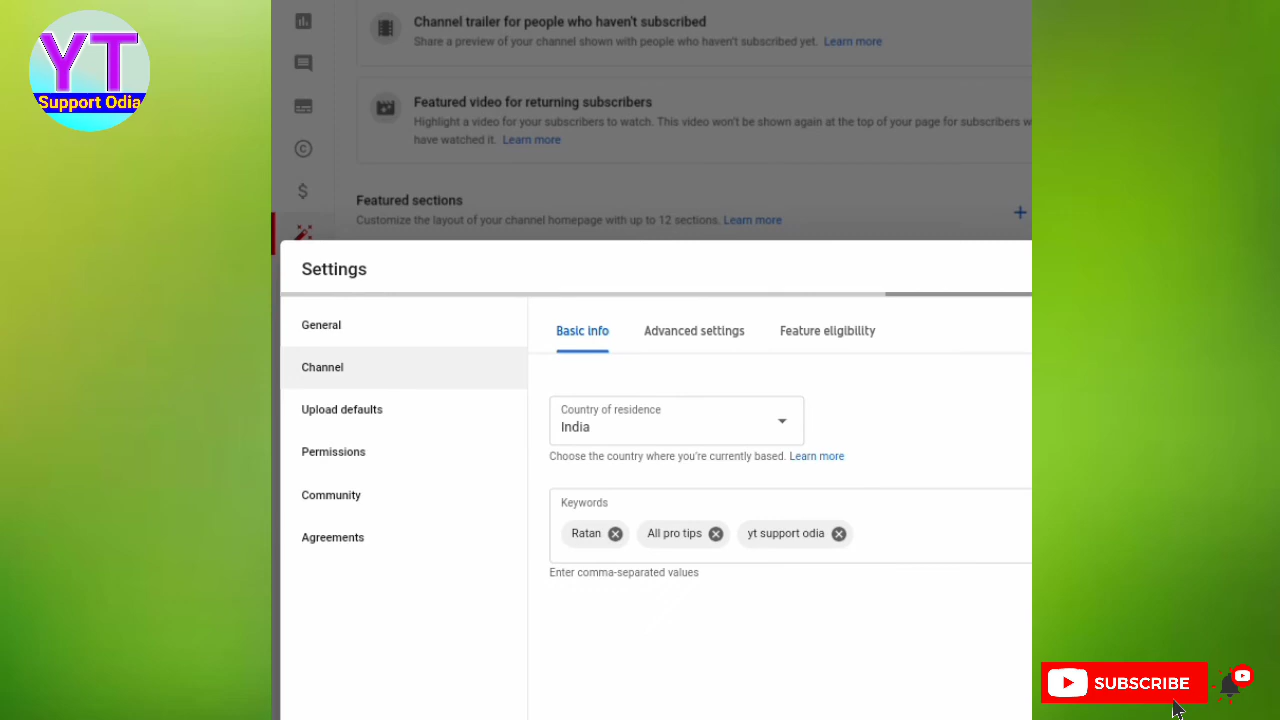 YT
Support Odia
Channel trailer for people who haven't subscribed
Share a preview of your channel shown with people who haven't subscribed yet. Learn more
Featured video for returning subscribers
Highlight a video for your subscribers to watch. This video won't be shown again at the top of your page for subscribers w
have watched it. Learn more
Featured sections
Customize the layout of your channel homepage with up to 12 sections. Learn more
Settings
General
Channel
Upload defaults
Permissions
Community
Agreements
Basic info Advanced settings Feature eligibility
Country of residence
India
Choose the country where you're currently based. Learn more
Keywords
Ratan All pro tips yt support odia
Enter comma-separated values
SUBSCRIBE